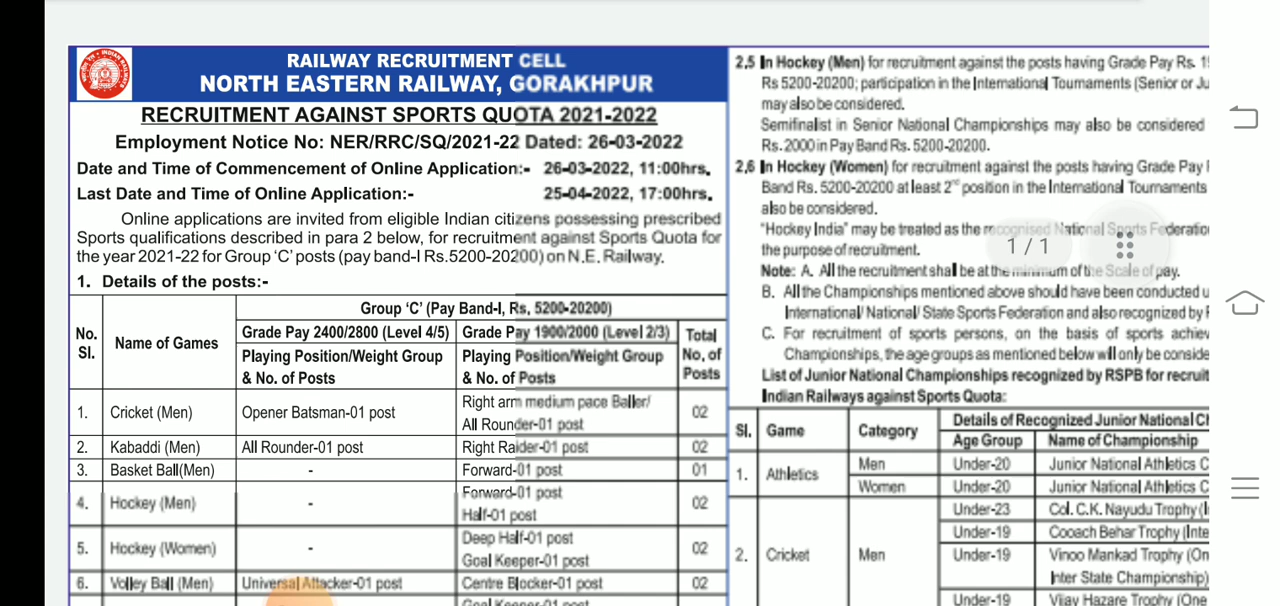 RAILWAY RECRUITMENT CELL
NORTH EASTERN RAILWAY, GORAKHPUR
RECRUITMENT AGAINST SPORTS QUOTA 2021-2022
Employment Notice No: NER/RRC/SQ/2021-22 Dated: 26-03-2022
Date and Time of Commencement of Online Application:- 26-03-2022, 11:00hrs.
Last Date and Time of Online Application:- 25-04-2022, 17:00hrs.
Online applications are invited from eligible Indian citizens possessing prescribed
Sports qualifications described in para 2 below, for recruitment against Sports Quota for
the year 2021-22 for Group 'C' posts (pay band-I Rs.5200-20200) on N.E. Railway.
1. Details of the posts:-
No. Sl. Name of Games Group 'C' (Pay Band-I, Rs. 5200-20200)
Grade Pay 2400/2800 (Level 4/5) Grade Pay 1900/2000 (Level 2/3) Total
Playing Position/Weight Group Playing Position/Weight Group No. of
& No. of Posts & No. of Posts Posts
1. Cricket (Men) Opener Batsman-01 post Right arm medium pace Baller/ 02
All Rounder-01 post
2. Kabaddi (Men) All Rounder-01 post Right Raider-01 post 02
3. Basket Ball(Men) - Forward-01 post 01
4. Hockey (Men) - Forward-01 post 02
Half-01 post
5. Hockey (Women) - Deep Half-01 post 02
Goal Keeper-01 post
6. Volley Ball (Men) Universal Attacker-01 post Centre Blocker-01 post 02
Goal Keeper-01 post
2.5 In Hockey (Men) for recruitment against the posts having Grade Pay Rs.
Rs 5200-20200; participation in the International Tournaments (Senior or
may also be considered.
Semifinalist in Senior National Championships may also be considered
Rs.2000 in Pay Band Rs. 5200-20200.
2.6 In Hockey (Women) for recruitment against the posts having Grade Pay
Band Rs. 5200-20200 at least 2nd position in the International Tournaments
also be considered.
"Hockey India" may be treated as the recognised National Sports
the purpose of recruitment.
1 / 1
Note: A. All the recruitment shall be at the minimum of the Scale of pay.
B. All the Championships mentioned above should have been conducted
International/ National/ State Sports Federation and also recognized by
C. For recruitment of sports persons, on the basis of sports
Championships, the age groups as mentioned below will only be
List of Junior National Championships recognized by RSPB for
Indian Railways against Sports Quota:
Sl. Game Category Details of Recognized Junior National
Age Group Name of Championship
1. Athletics Men Under-20 Junior National Athletics
Women Under-20 Junior National Athletics
2. Cricket Men Under-23 Col. C.K. Nayudu Trophy
Under-19 Cooach Behar Trophy
Under-19 Vinoo Mankad Trophy
Inter State Championship)
Under-19 Vijay Hazare Trophy (One